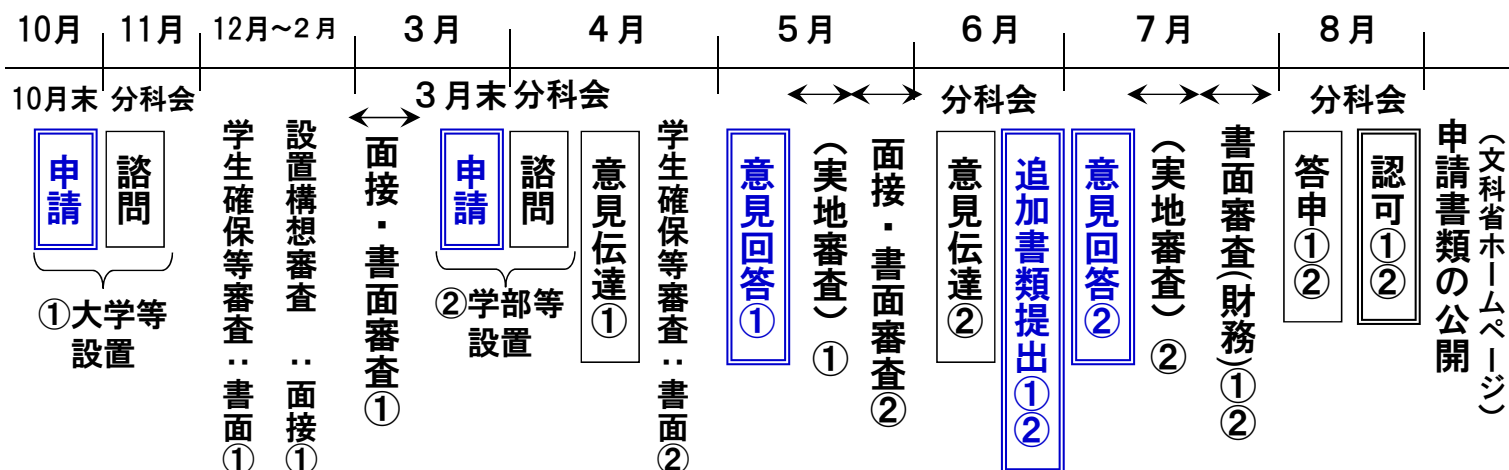 10月
11月
12月～２月
３月
４月
５月
６月
７月
８月
10月末
分科会
３月末
分科会
分科会
分科会
申請
諮問
①大学等
設置
学生確保等審査：書面①
設置構想審査　：面接①
面接・書面審査①
申請
諮問
②学部等
設置
意見伝達①
学生確保等審査：書面②
意見回答①
（実地審査）①
面接・書面審査②
意見伝達②
追加書類提出①②
意見回答②
（実地審査）②
書面審査(財務)①②
答申①②
認可①②
申請書類の公開
（文科省ホームページ）